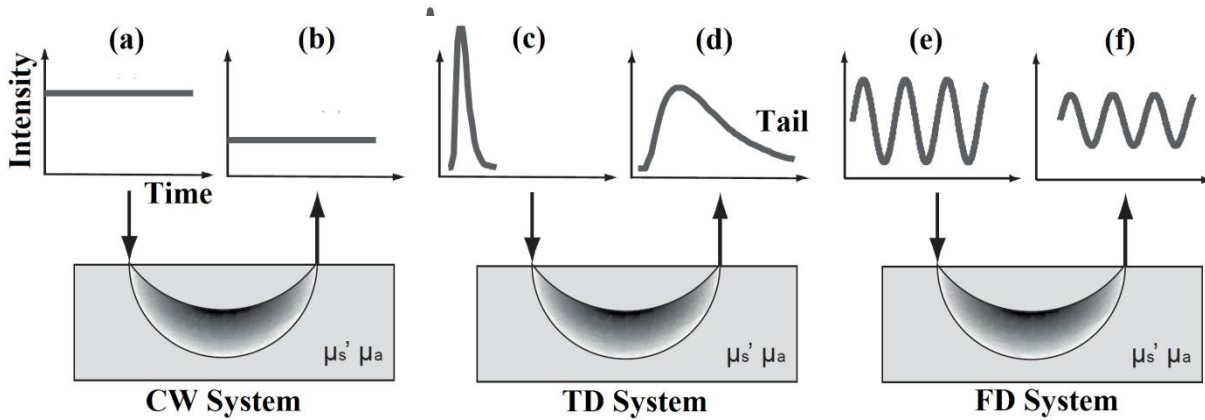 (a)
(b)
(c)
(d)
(e)
(f)
Intensity
Time
Tail
μs’ μa
μs’ μa
μs’ μa
CW System
TD System
FD System